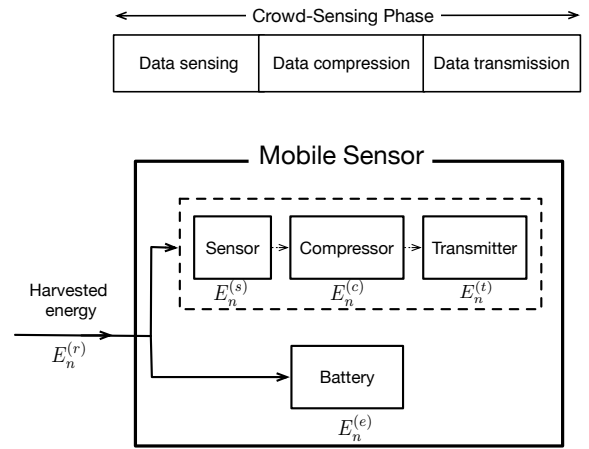 Crowd-Sensing Phase
Data sensing
Data compression
Data transmission
Mobile Sensor
Sensor
Compressor
Transmitter
E_n^{(s)}
E_n^{(c)}
E_n^{(t)}
Harvested
energy
E_n^{(r)}
Battery
E_n^{(e)}